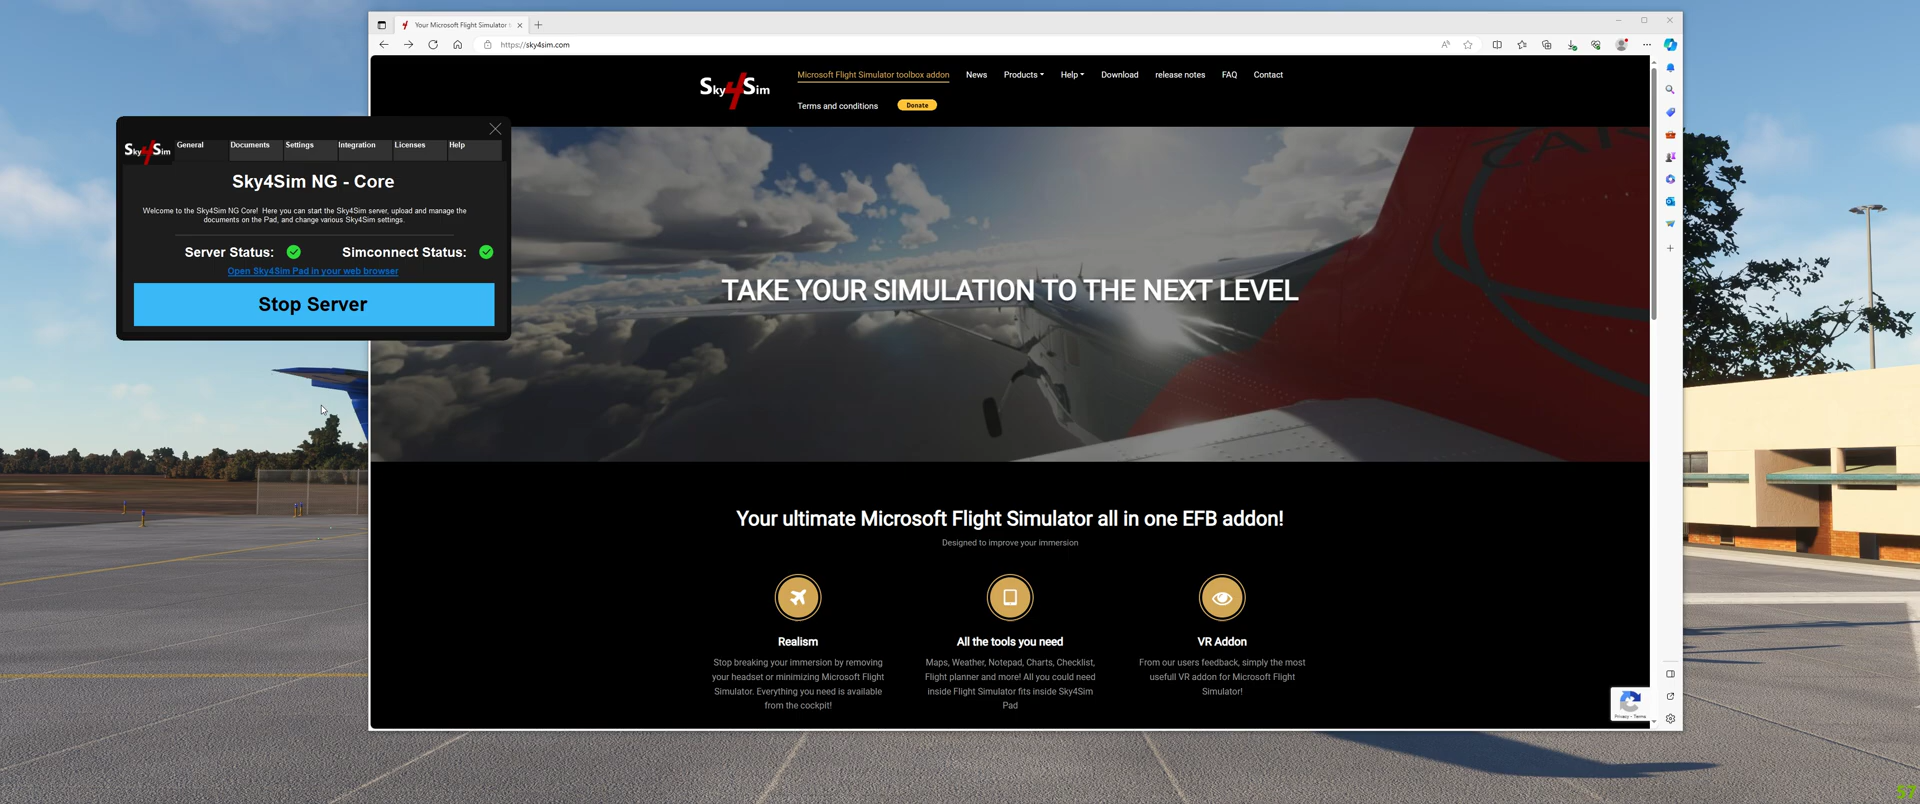 Your Microsoft Flight Simulator
https://sky4sim.com
Sky4Sim
Microsoft Flight Simulator toolbox addon
News
Products
Help
Download
release notes
FAQ
Contact
Terms and conditions
Donate
Sky4Sim
General
Documents
Settings
Integration
Licenses
Help
Sky4Sim NG - Core
Welcome to the Sky4Sim NG Core! Here you can start the Sky4Sim server, upload and manage the
documents on the Pad, and change various Sky4Sim settings.
Server Status:
Simconnect Status:
Open Sky4Sim Pad in your web browser
Stop Server
TAKE YOUR SIMULATION TO THE NEXT LEVEL
Your ultimate Microsoft Flight Simulator all in one EFB addon!
Designed to improve your immersion
Realism
Stop breaking your immersion by removing
your headset or minimizing Microsoft Flight
Simulator. Everything you need is available
from the cockpit!
All the tools you need
Maps, Weather, Notepad, Charts, Checklist,
Flight planner and more! All you could need
inside Flight Simulator fits inside Sky4Sim
Pad
VR Addon
From our users feedback, simply the most
usefull VR addon for Microsoft Flight
Simulator!
Privacy - Terms
57